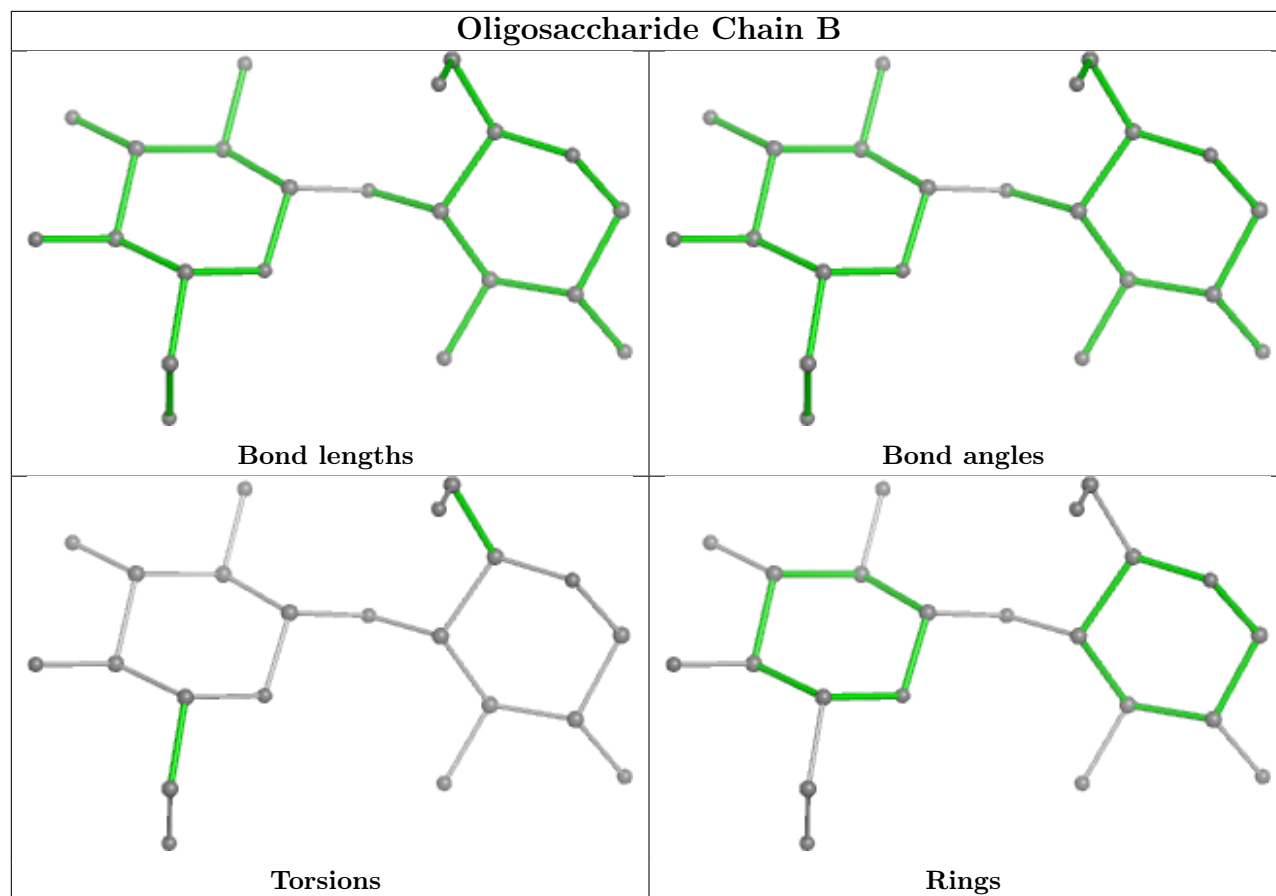 Oligosaccharide Chain B
Bond lengths
Bond angles
Torsions
Rings